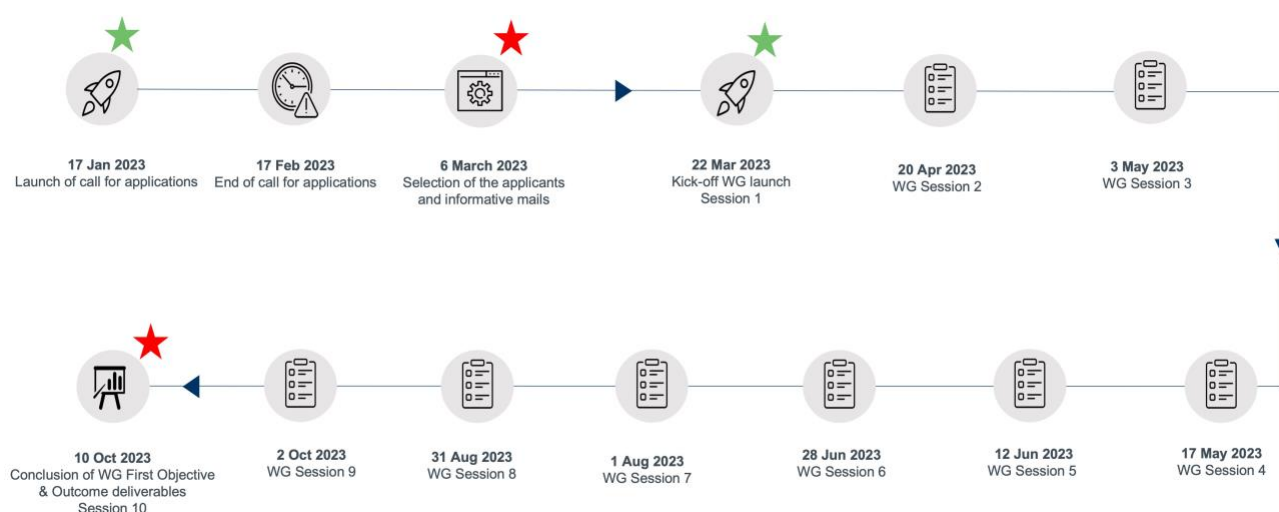 17 Jan 2023
Launch of call for applications
17 Feb 2023
End of call for applications
6 March 2023
Selection of the applicants
and informative mails
22 Mar 2023
Kick-off WG launch
Session 1
20 Apr 2023
WG Session 2
3 May 2023
WG Session 3
10 Oct 2023
Conclusion of WG First Objective
& Outcome deliverables
Session 10
2 Oct 2023
WG Session 9
31 Aug 2023
WG Session 8
1 Aug 2023
WG Session 7
28 Jun 2023
WG Session 6
12 Jun 2023
WG Session 5
17 May 2023
WG Session 4